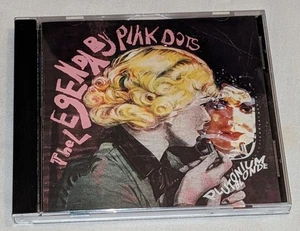 The LEGENDARY PINK DOTS
PLUTONIUM
BLONDE